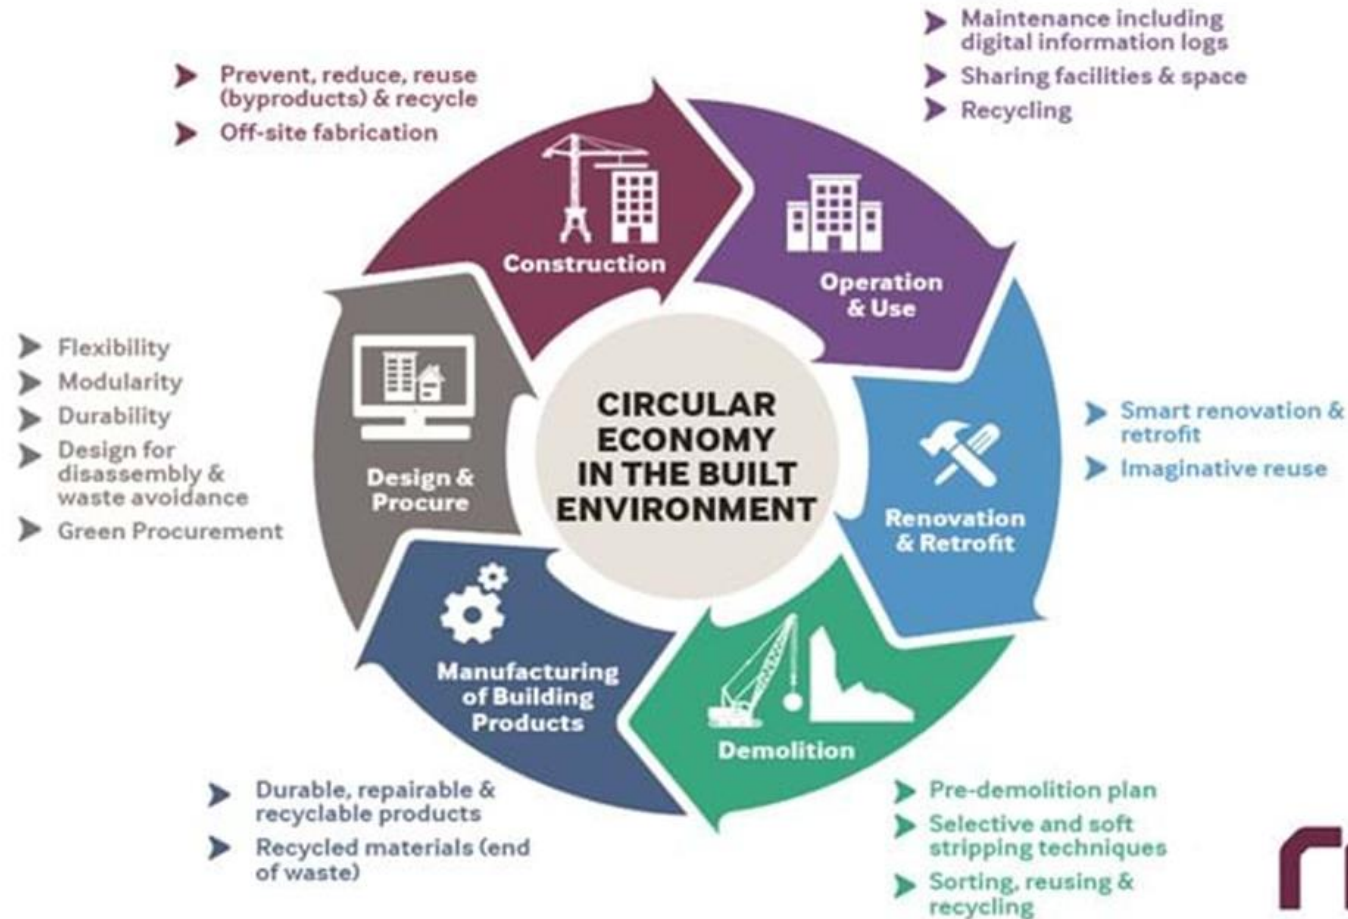 Maintenance including
digital information logs
Sharing facilities & space
Recycling
Prevent, reduce, reuse
(byproducts) & recycle
Off-site fabrication
Construction
Operation
& Use
Flexibility
Modularity
Durability
Design for
disassembly &
waste avoidance
Green Procurement
Design &
Procure
CIRCULAR
ECONOMY
IN THE BUILT
ENVIRONMENT
Smart renovation &
retrofit
Imaginative reuse
Renovation
& Retrofit
Manufacturing
of Building
Products
Demolition
Durable, repairable &
recyclable products
Recycled materials (end
of waste)
Pre-demolition plan
Selective and soft
stripping techniques
Sorting, reusing &
recycling